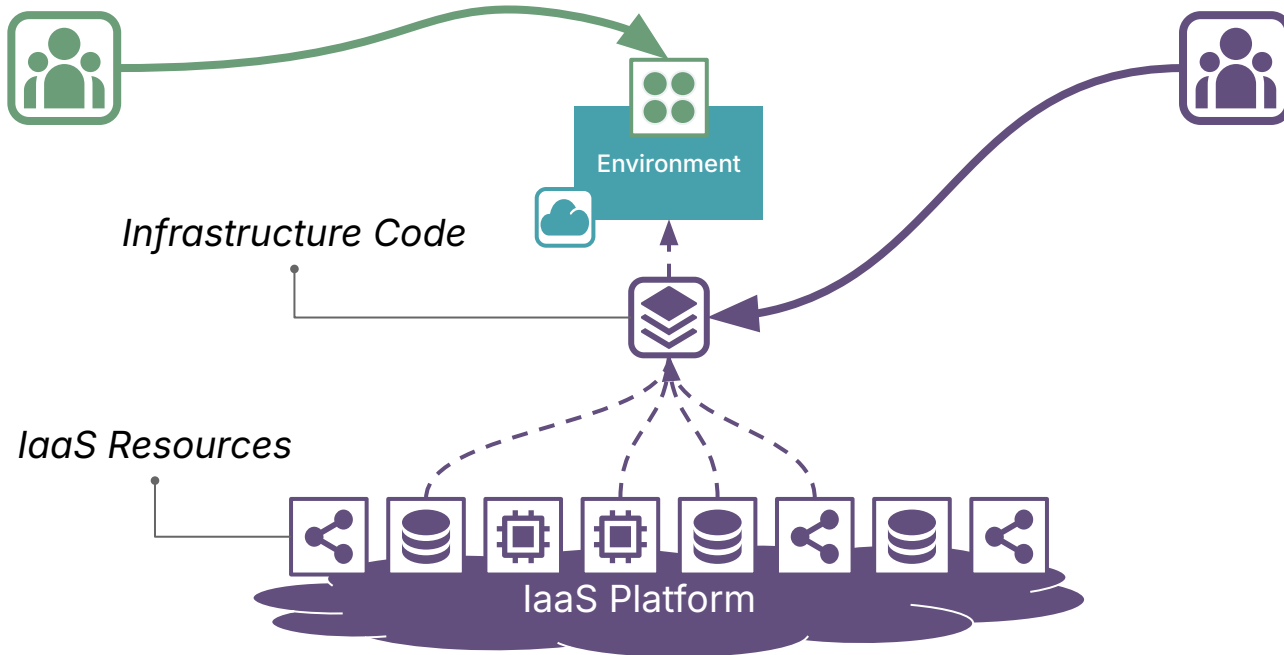 Environment
Infrastructure Code
IaaS Resources
IaaS Platform